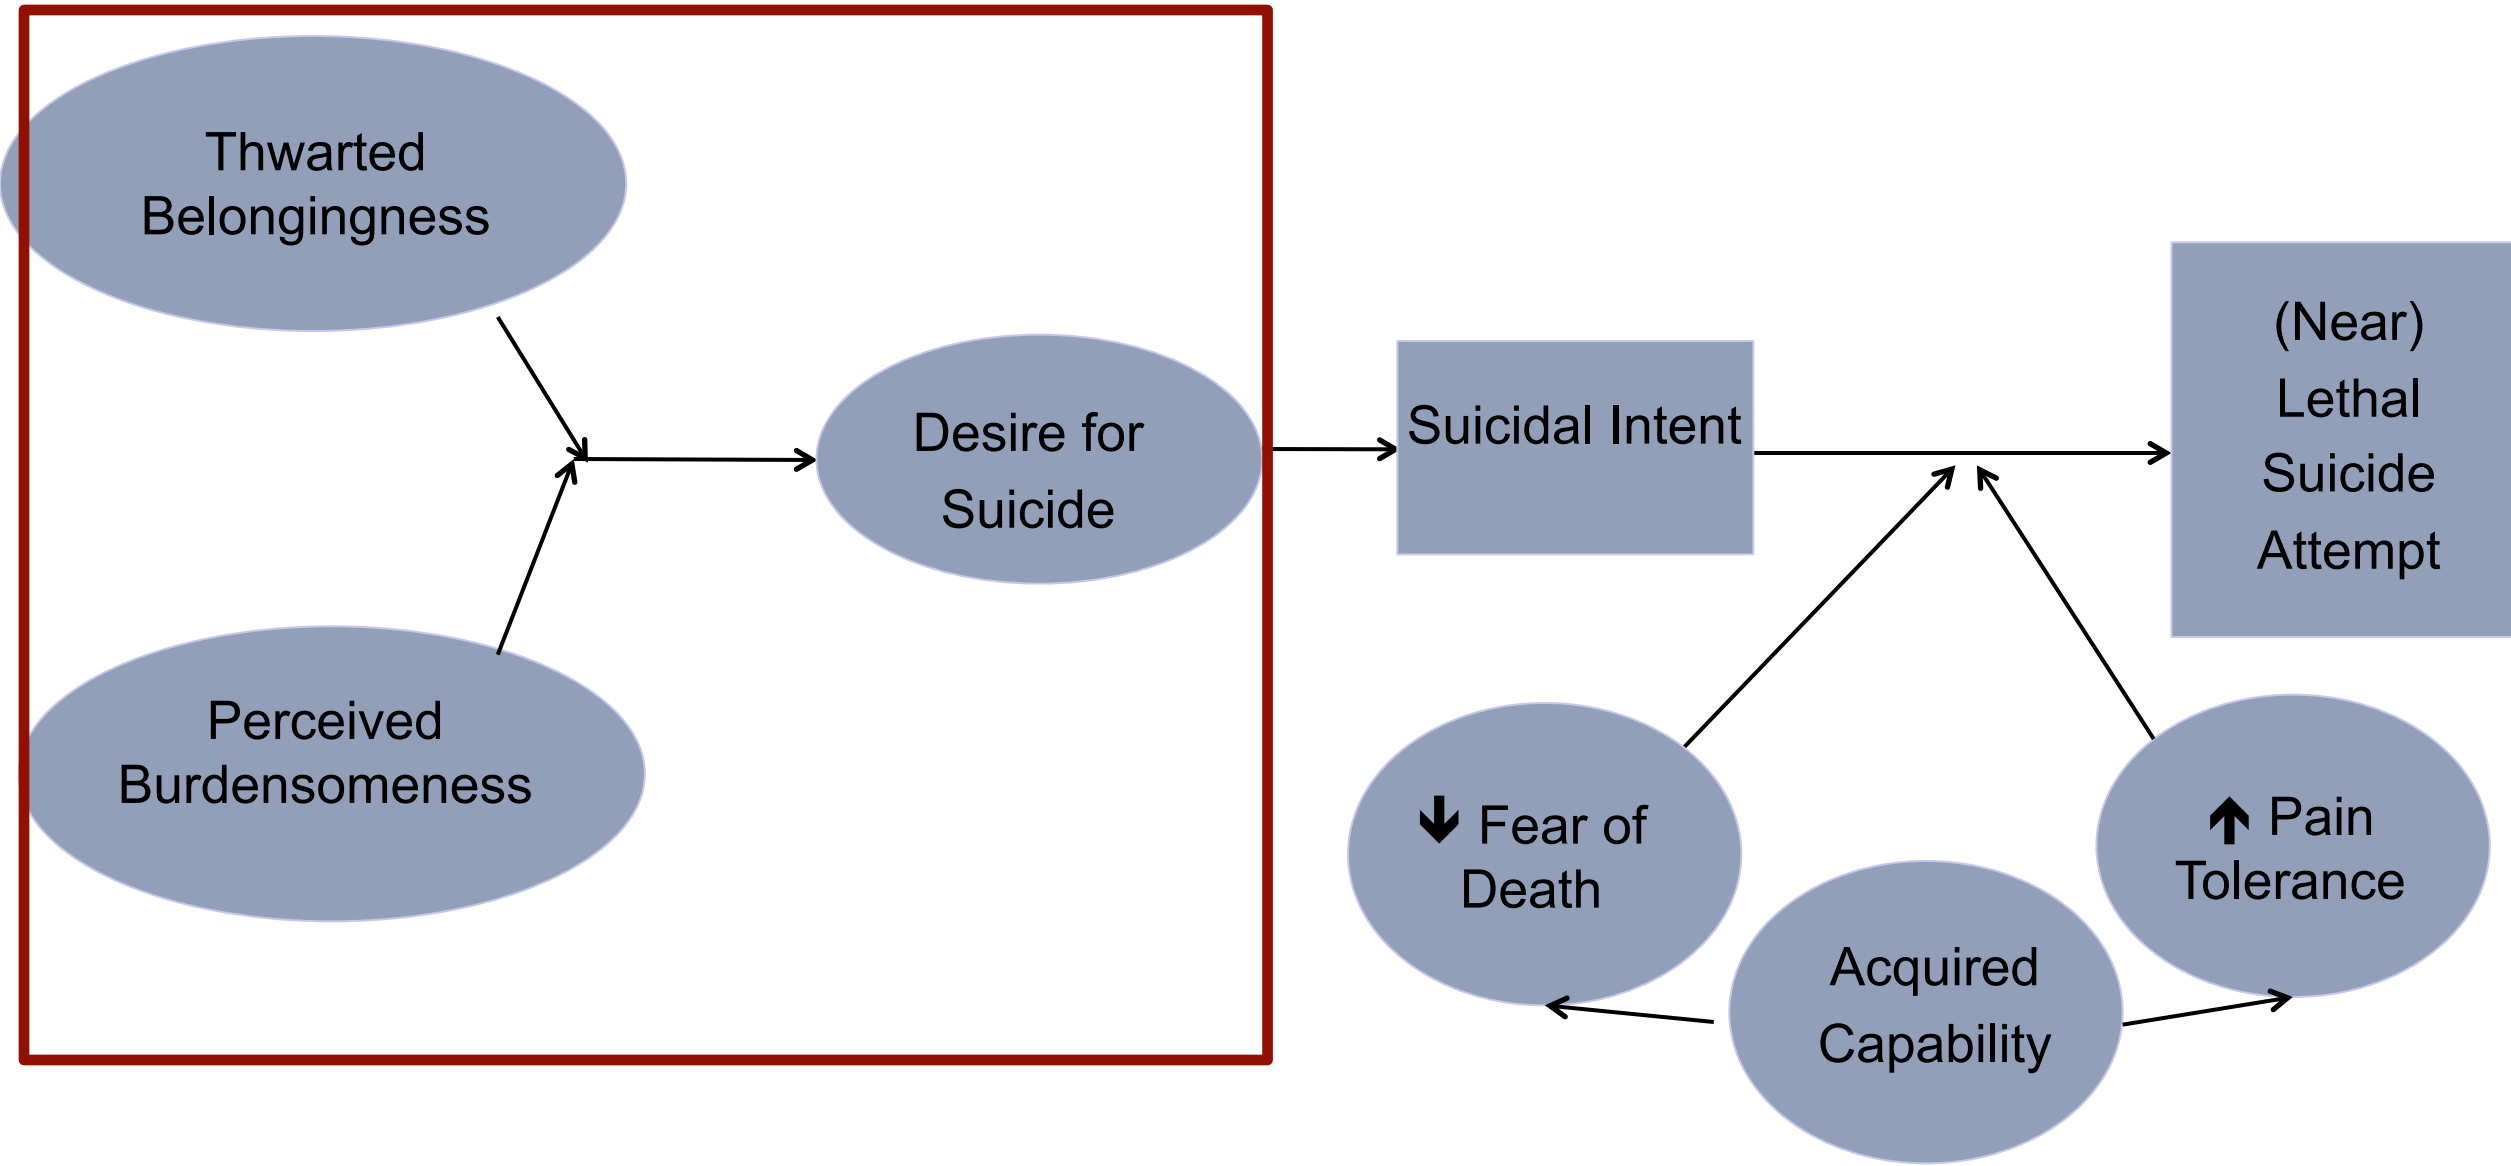 Thwarted
Belongingness
Desire for
Suicide
Perceived
Burdensomeness
Suicidal Intent
(Near)
Lethal
Suicide
Attempt
🡻 Fear of
Death
🡹 Pain
Tolerance
Acquired
Capability